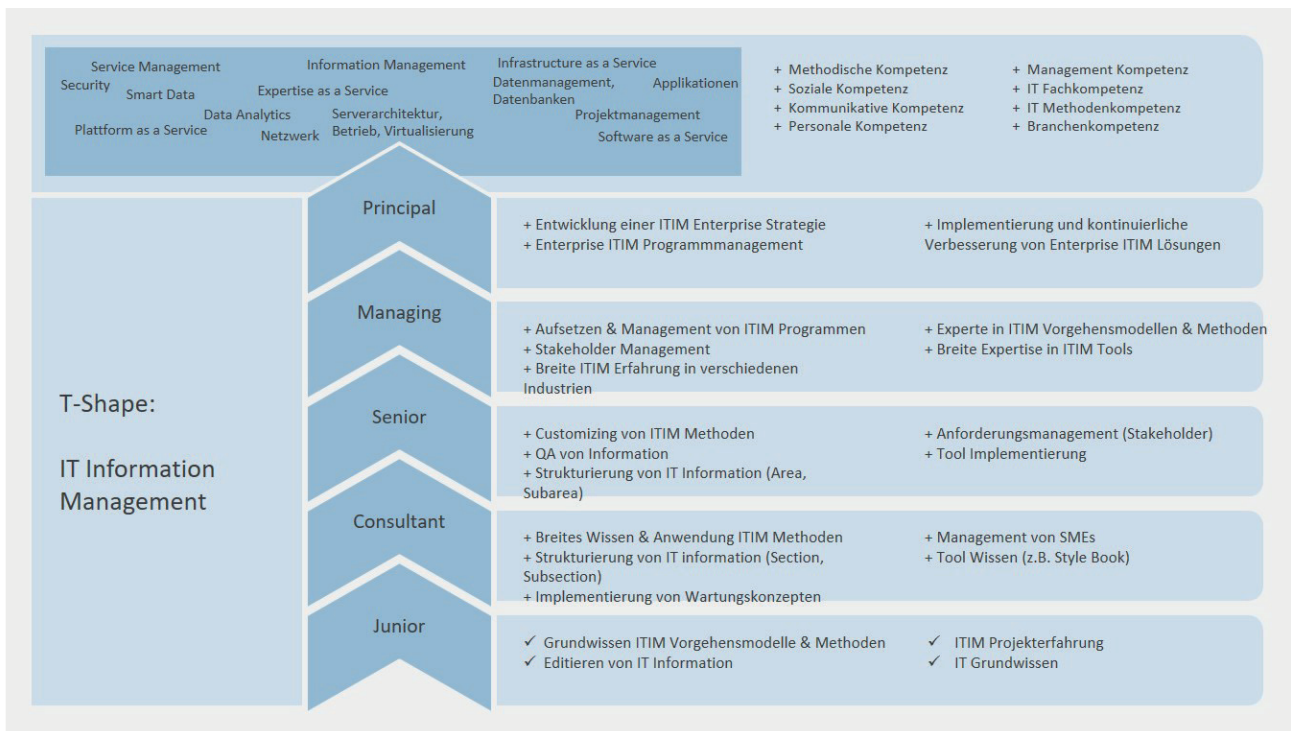 Service Management
Information Management
Infrastructure as a Service
Security
Smart Data
Expertise as a Service
Datenmanagement,
Datenbanken
Applikationen
Data Analytics
Serverarchitektur,
Betrieb, Virtualisierung
Projektmanagement
Plattform as a Service
Netzwerk
Software as a Service
+ Methodische Kompetenz
+ Soziale Kompetenz
+ Kommunikative Kompetenz
+ Personale Kompetenz
+ Management Kompetenz
+ IT Fachkompetenz
+ IT Methodenkompetenz
+ Branchenkompetenz
T-Shape:
IT Information
Management
Principal
+ Entwicklung einer ITIM Enterprise Strategie
+ Enterprise ITIM Programmmanagement
+ Implementierung und kontinuierliche
Verbesserung von Enterprise ITIM Lösungen
Managing
+ Aufsetzen & Management von ITIM Programmen
+ Stakeholder Management
+ Breite ITIM Erfahrung in verschiedenen
Industrien
+ Experte in ITIM Vorgehensmodellen & Methoden
+ Breite Expertise in ITIM Tools
Senior
+ Customizing von ITIM Methoden
+ QA von Information
+ Strukturierung von IT Information (Area,
Subarea)
+ Anforderungsmanagement (Stakeholder)
+ Tool Implementierung
Consultant
+ Breites Wissen & Anwendung ITIM Methoden
+ Strukturierung von IT information (Section,
Subsection)
+ Implementierung von Wartungskonzepten
+ Management von SMEs
+ Tool Wissen (z.B. Style Book)
Junior
✓ Grundwissen ITIM Vorgehensmodelle & Methoden
✓ Editieren von IT Information
✓ ITIM Projekterfahrung
✓ IT Grundwissen